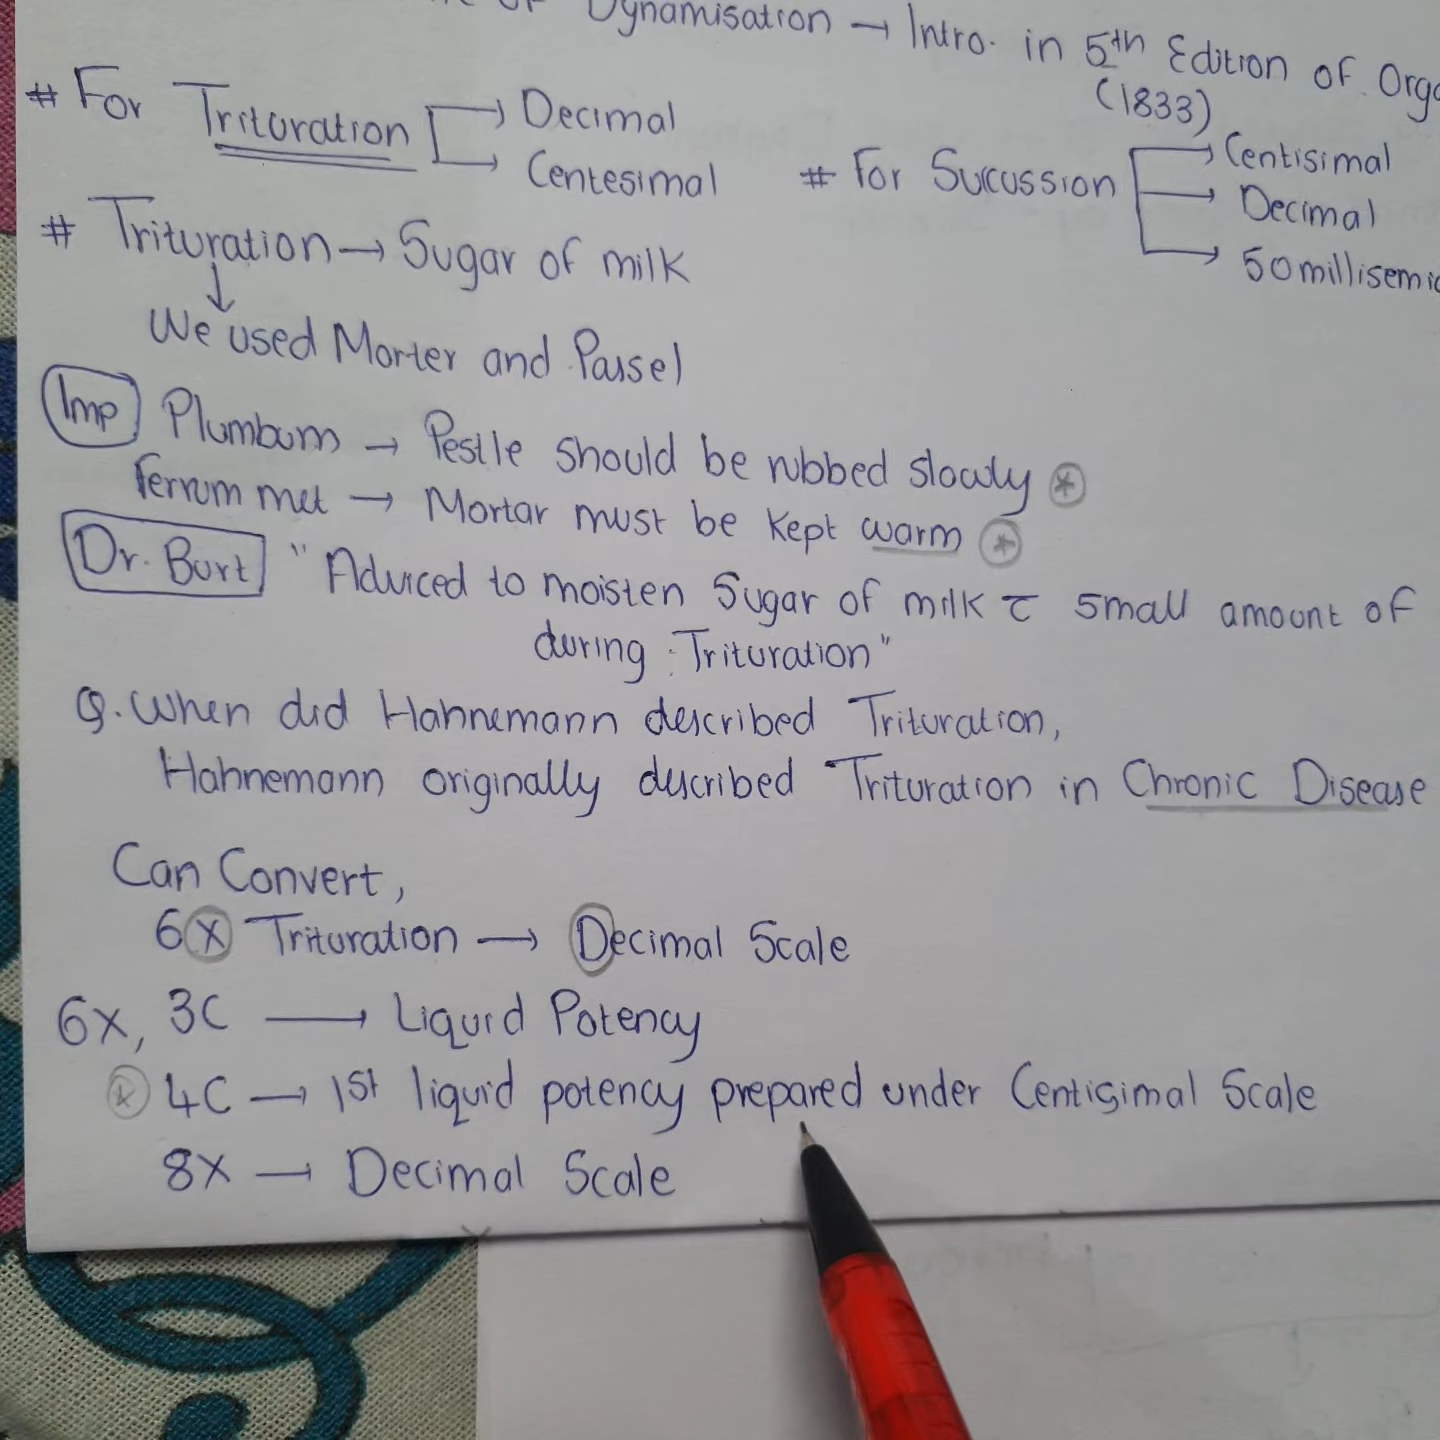 Dynamisation → Intro. in 5th Edition of Orga
(1833)
# For Trituration → Decimal
→ Centesimal
# For Succussion → Centisimal
→ Decimal
→ 50 millisemic
# Trituration → Sugar of milk
↓
We used Morter and Passel
Imp Plumbum → Pestle should be rubbed slowly *
Ferrum met → Mortar must be kept warm *
Dr. Burt " Adviced to moisten Sugar of milk c̄ small amount of
during Trituration"
Q. When did Hahnemann described Trituration,
Hahnemann originally described Trituration in Chronic Disease
Can Convert,
6X Trituration → Decimal Scale
6X, 3C → Liquid Potency
* 4C → 1st liquid potency prepared under Centisimal Scale
8X → Decimal Scale